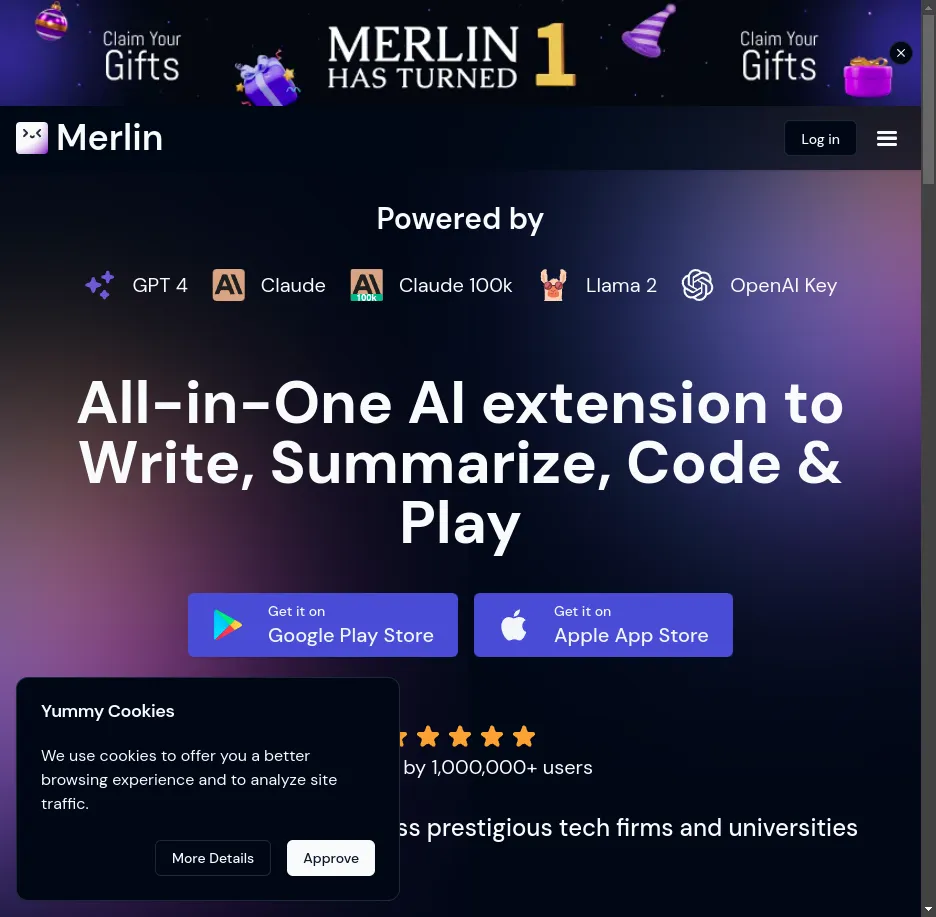 Claim Your
Gifts
MERLIN
HAS TURNED
1
Claim Your
Gifts
Merlin
Log in
Powered by
GPT 4
Claude
100k
Claude 100k
Llama 2
OpenAI Key
All-in-One AI extension to
Write, Summarize, Code &
Play
Get it on
Google Play Store
Get it on
Apple App Store
by 1,000,000+ users
ss prestigious tech firms and universities
Yummy Cookies
We use cookies to offer you a better
browsing experience and to analyze site
traffic.
More Details
Approve